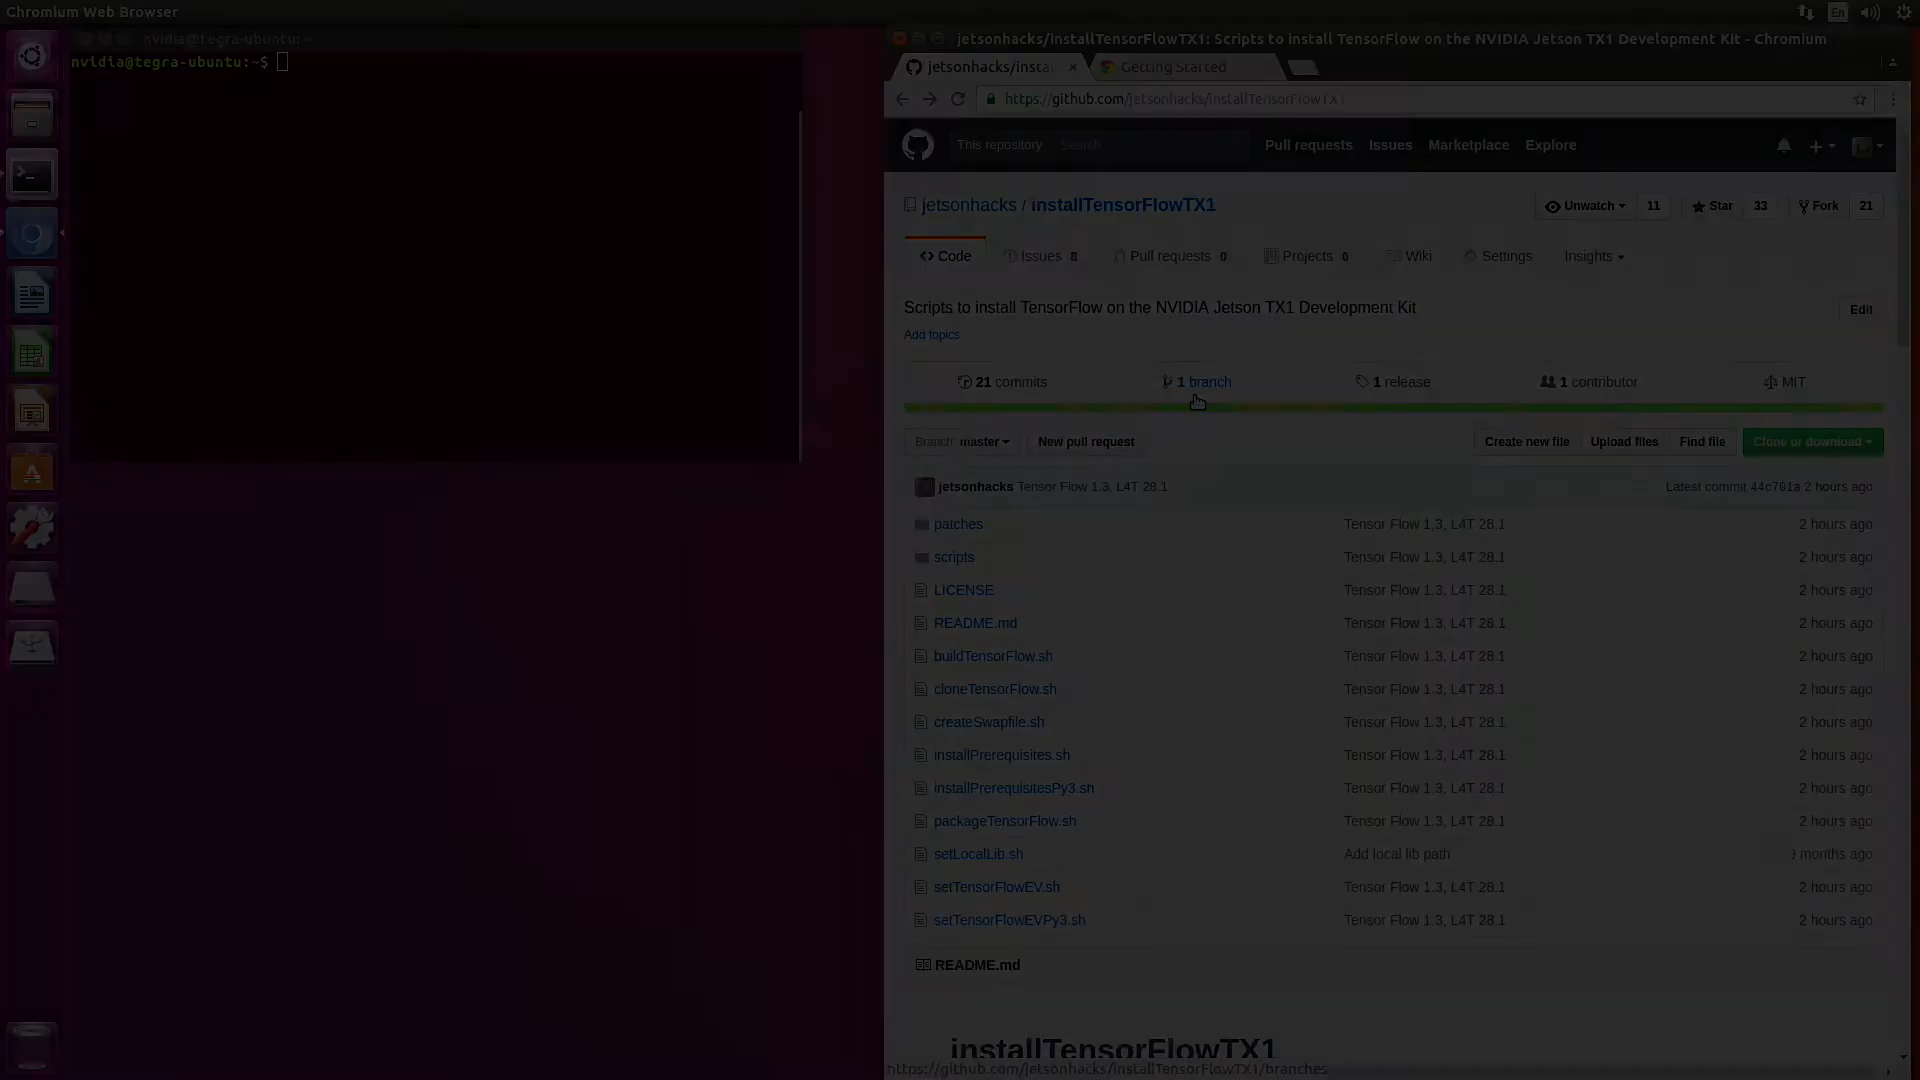 Chromium Web Browser
En
nvidia@tegra-ubuntu: ~
nvidia@tegra-ubuntu:~$
jetsonhacks/installTensorFlowTX1: Scripts to install TensorFlow on the NVIDIA Jetson TX1 Development Kit - Chromium
jetsonhacks/insta
Getting Started
https://github.com/jetsonhacks/installTensorFlowTX1
This repository Search Pull requests Issues Marketplace Explore
jetsonhacks / installTensorFlowTX1 Unwatch 11 Star 33 Fork 21
Code Issues 8 Pull requests 0 Projects 0 Wiki Settings Insights
Scripts to install TensorFlow on the NVIDIA Jetson TX1 Development Kit Edit
Add topics
21 commits 1 branch 1 release 1 contributor MIT
Branch: master New pull request Create new file Upload files Find file Clone or download
jetsonhacks Tensor Flow 1.3, L4T 28.1 Latest commit 44c701a 2 hours ago
patches Tensor Flow 1.3, L4T 28.1 2 hours ago
scripts Tensor Flow 1.3, L4T 28.1 2 hours ago
LICENSE Tensor Flow 1.3, L4T 28.1 2 hours ago
README.md Tensor Flow 1.3, L4T 28.1 2 hours ago
buildTensorFlow.sh Tensor Flow 1.3, L4T 28.1 2 hours ago
cloneTensorFlow.sh Tensor Flow 1.3, L4T 28.1 2 hours ago
createSwapfile.sh Tensor Flow 1.3, L4T 28.1 2 hours ago
installPrerequisites.sh Tensor Flow 1.3, L4T 28.1 2 hours ago
installPrerequisitesPy3.sh Tensor Flow 1.3, L4T 28.1 2 hours ago
packageTensorFlow.sh Tensor Flow 1.3, L4T 28.1 2 hours ago
setLocalLib.sh Add local lib path 9 months ago
setTensorFlowEV.sh Tensor Flow 1.3, L4T 28.1 2 hours ago
setTensorFlowEVPy3.sh Tensor Flow 1.3, L4T 28.1 2 hours ago
README.md
installTensorFlowTX1
https://github.com/jetsonhacks/installTensorFlowTX1/branches